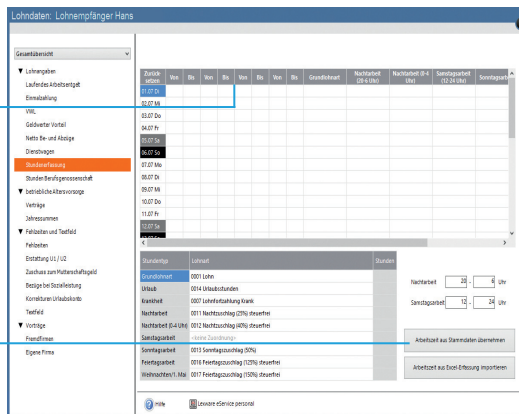 Lohndaten: Lohnempfänger Hans
Gesamtübersicht
▼ Lohnangaben
Laufendes Arbeitsentgelt
Einmalzahlung
VWL
Geldwerter Vorteil
Netto Be- und Abzüge
Dienstwagen
Stundenerfassung
Stunden Berufsgenossenschaft
▼ betriebliche Altersvorsorge
Verträge
Jahressummen
▼ Fehlzeiten und Textfeld
Fehlzeiten
Erstattung U1 / U2
Zuschuss zum Mutterschaftsgeld
Bezüge bei Sozialleistung
Korrekturen Urlaubskonto
Textfeld
▼ Vorträge
Fremdfirmen
Eigene Firma
Zurück-setzen Von Bis Von Bis Von Bis Von Bis Grundlohnart Nachtarbeit (20-6 Uhr) Nachtarbeit (0-4 Uhr) Samstagsarbeit (12-24 Uhr) Sonntagsarb
01.07 Di
02.07 Mi
03.07 Do
04.07 Fr
05.07 Sa
06.07 So
07.07 Mo
08.07 Di
09.07 Mi
10.07 Do
11.07 Fr
12.07 Sa
Stundentyp Lohnart Stunden
Grundlohnart 0001 Lohn
Urlaub 0014 Urlaubsstunden
Krankheit 0007 Lohnfortzahlung Krank
Nachtarbeit 0011 Nachtzuschlag (25%) steuerfrei
Nachtarbeit (0-4 Uhr) 0012 Nachtzuschlag (40%) steuerfrei
Samstagsarbeit <keine Zuordnung>
Sonntagsarbeit 0013 Sonntagszuschlag (50%)
Feiertagsarbeit 0016 Feiertagszuschlag (125%) steuerfrei
Weihnachten/1. Mai 0017 Feiertagszuschlag (150%) steuerfrei
Nachtarbeit 20 - 6 Uhr
Samstagsarbeit 12 - 24 Uhr
Arbeitszeit aus Stammdaten übernehmen
Arbeitszeit aus Excel-Erfassung importieren
Hilfe Lexware eService personal